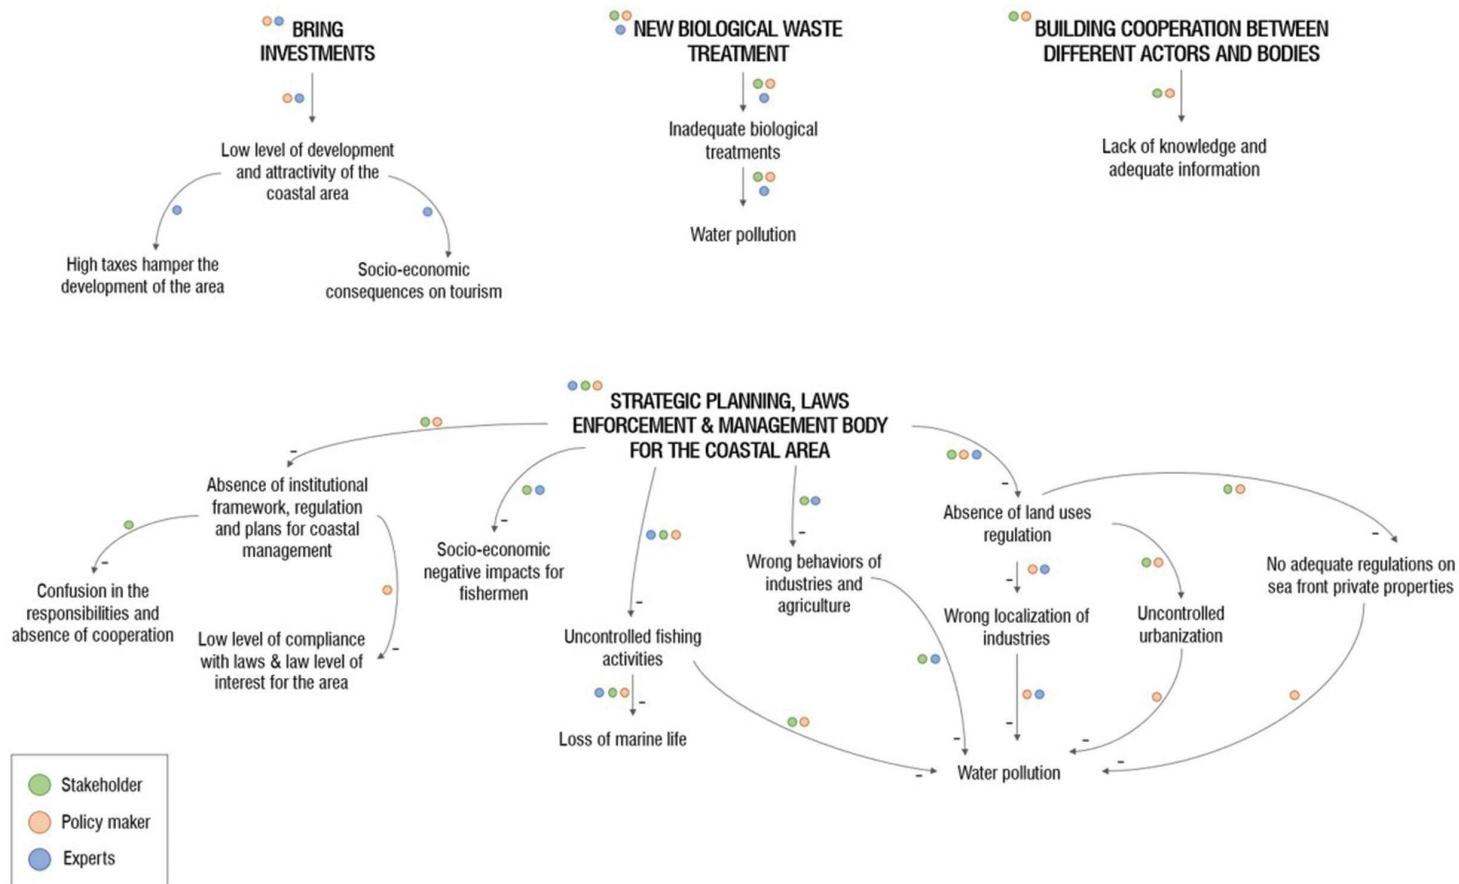 BRING
INVESTMENTS
NEW BIOLOGICAL WASTE
TREATMENT
BUILDING COOPERATION BETWEEN
DIFFERENT ACTORS AND BODIES
Low level of development
and attractivity of the
coastal area
Inadequate biological
treatments
Lack of knowledge and
adequate information
High taxes hamper the
development of the area
Socio-economic
consequences on tourism
Water pollution
STRATEGIC PLANNING, LAWS
ENFORCEMENT & MANAGEMENT BODY
FOR THE COASTAL AREA
–
Absence of institutional
framework, regulation
and plans for coastal
management
–
Confusion in the
responsibilities and
absence of cooperation
–
Low level of compliance
with laws & law level of
interest for the area
–
Socio-economic
negative impacts for
fishermen
–
Uncontrolled fishing
activities
–
Loss of marine life
–
Wrong behaviors of
industries and
agriculture
–
Absence of land uses
regulation
–
Wrong localization of
industries
Uncontrolled
urbanization
–
No adequate regulations on
sea front private properties
–
–
–
–
–
Water pollution
Stakeholder
Policy maker
Experts